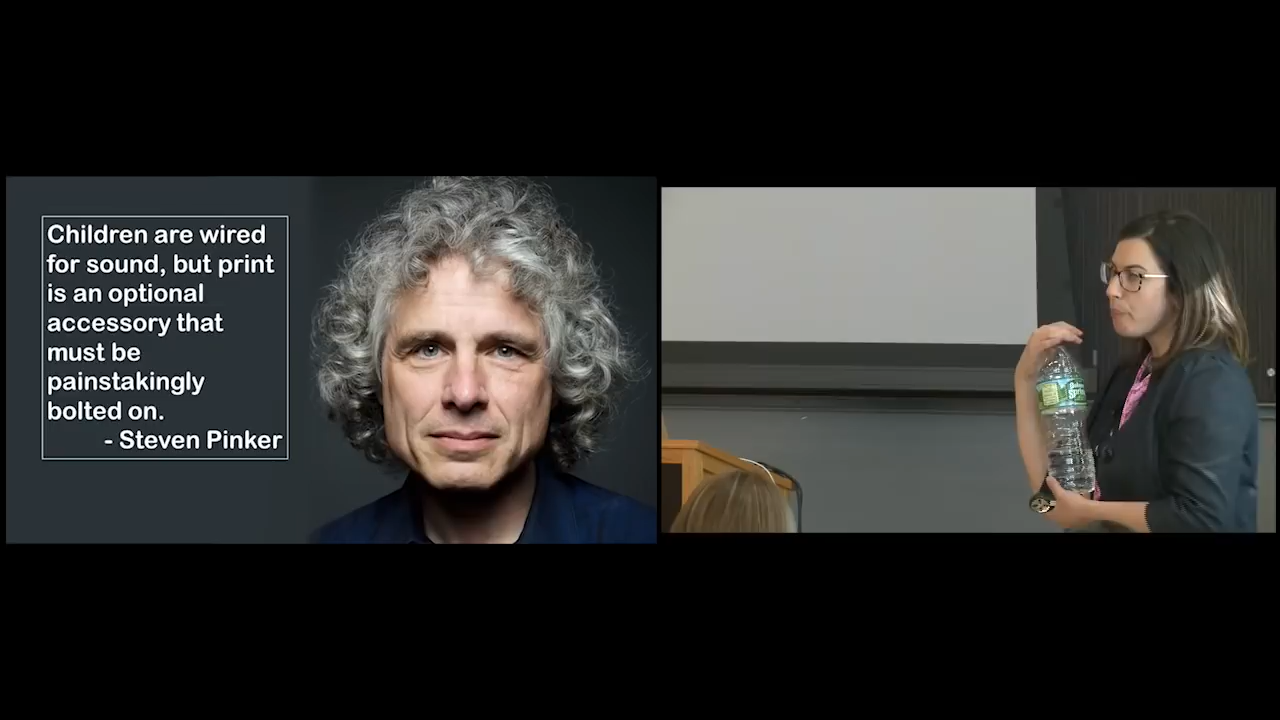 Children are wired
for sound, but print
is an optional
accessory that
must be
painstakingly
bolted on.
- Steven Pinker